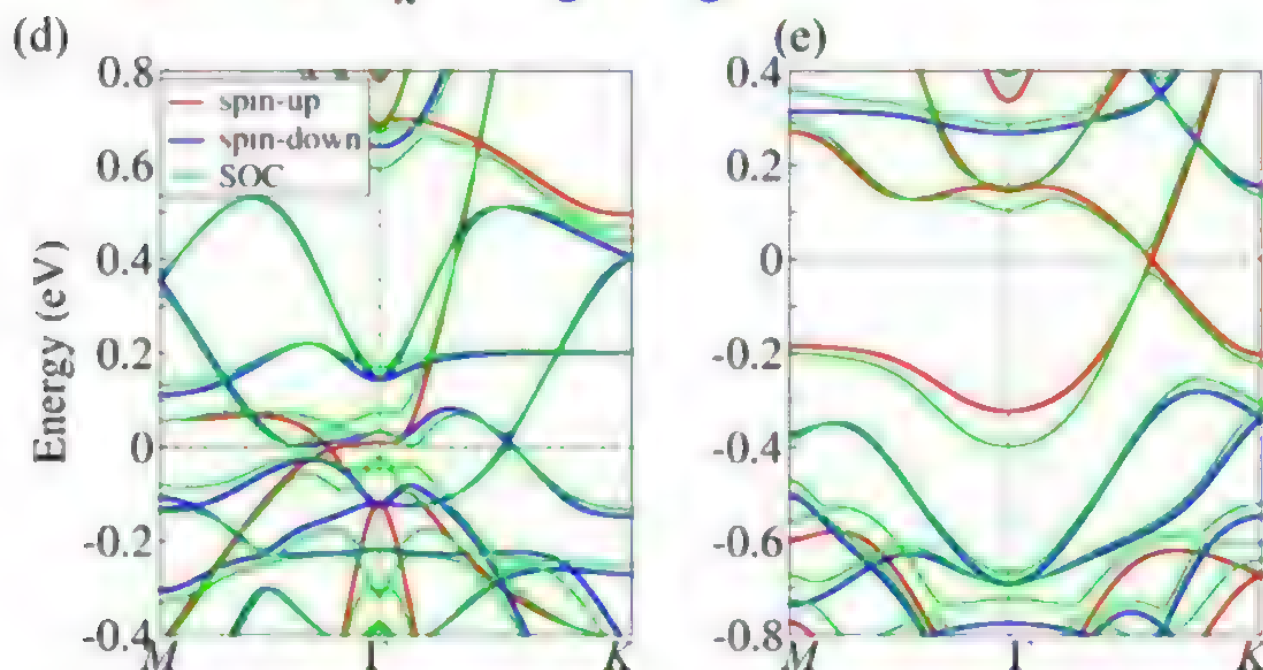 (d)
0.8
0.6
0.4
0.2
0
-0.2
-0.4
Energy (eV)
spin-up
spin-down
SOC
M
Γ
K
(e)
0.4
0.2
0
-0.2
-0.4
-0.6
-0.8
M
Γ
K